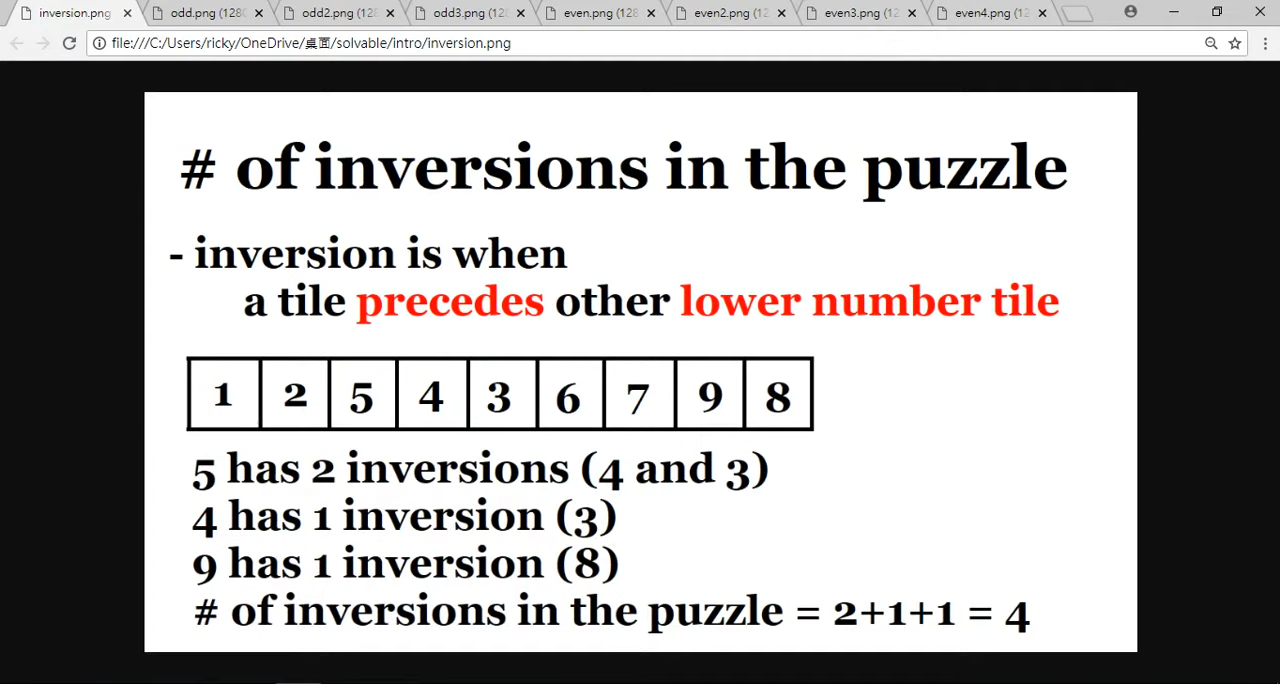 inversion.png
odd.png (128
odd2.png (128
odd3.png (128
even.png (128
even2.png (12
even3.png (12
even4.png (12
file:///C:/Users/ricky/OneDrive/桌面/solvable/intro/inversion.png
# of inversions in the puzzle
- inversion is when
a tile precedes other lower number tile
1 2 5 4 3 6 7 9 8
5 has 2 inversions (4 and 3)
4 has 1 inversion (3)
9 has 1 inversion (8)
# of inversions in the puzzle = 2+1+1 = 4